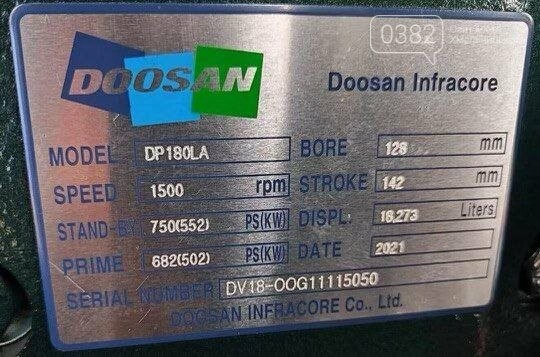 0382
DOOSAN
Doosan Infracore
MODEL DP180LA BORE 128 mm
SPEED 1500 rpm STROKE 142 mm
STAND-BY 750(552) PS(KW) DISPL: 18,273 Liters
PRIME 682(502) PS(KW) DATE 2021
SERIAL NUMBER DV18-OOG11115050
DOOSAN INFRACORE Co., Ltd.